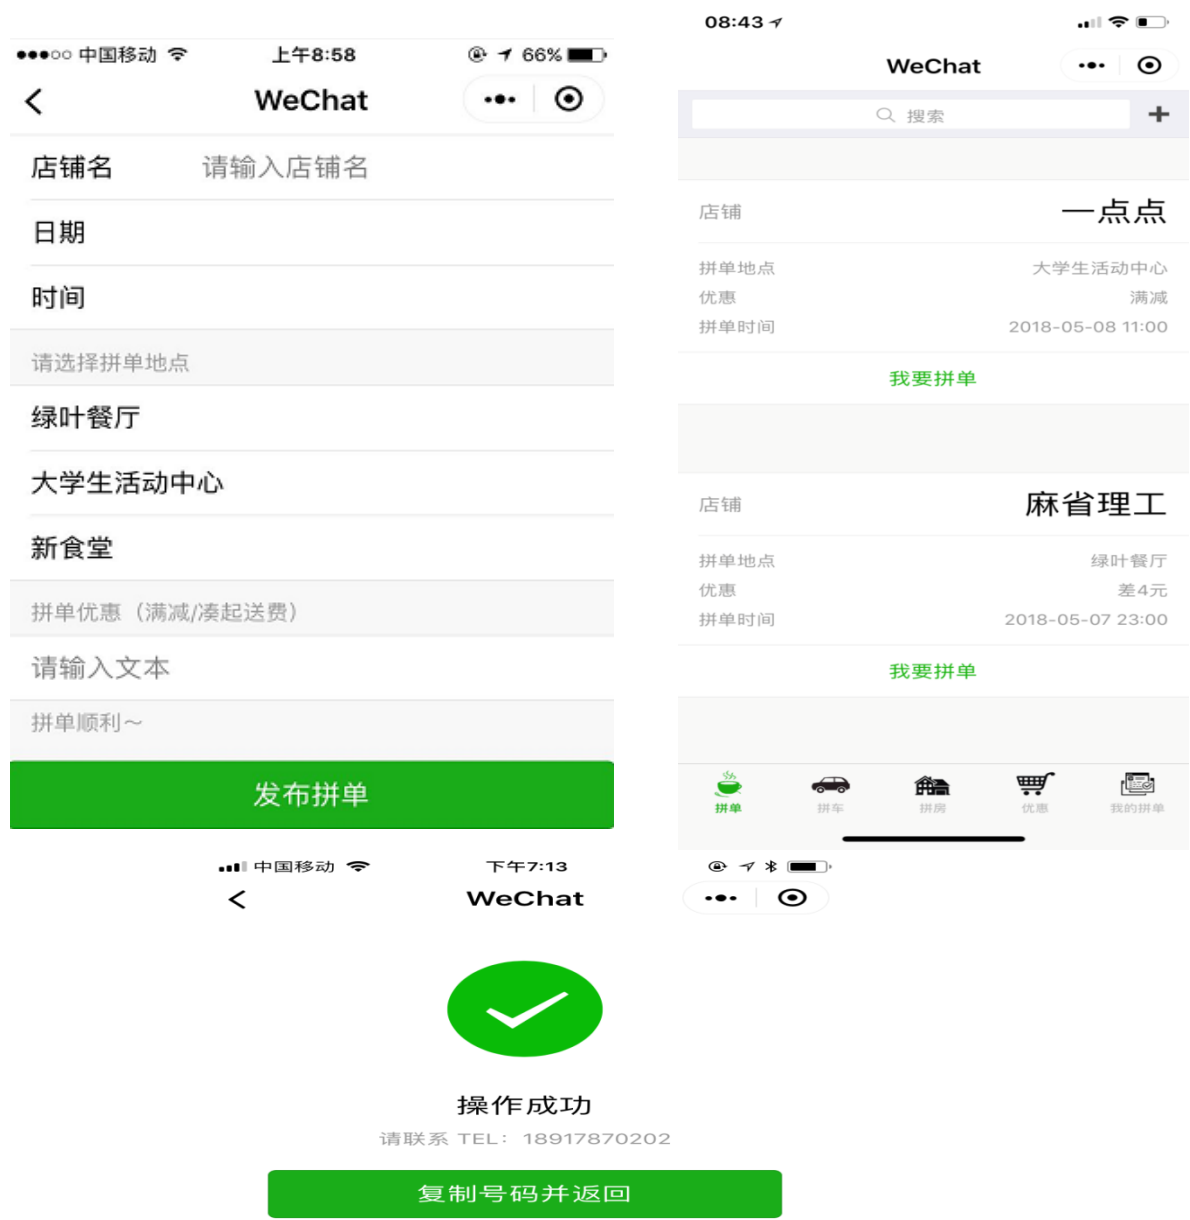 中国移动 上午8:58 66%
WeChat
店铺名 请输入店铺名
日期
时间
请选择拼单地点
绿叶餐厅
大学生活动中心
新食堂
拼单优惠（满减/凑起送费）
请输入文本
拼单顺利～
发布拼单
08:43
WeChat
搜索
店铺 一点点
拼单地点 大学生活动中心
优惠 满减
拼单时间 2018-05-08 11:00
我要拼单
店铺 麻省理工
拼单地点 绿叶餐厅
优惠 差4元
拼单时间 2018-05-07 23:00
我要拼单
拼单 拼车 拼房 优惠 我的拼单
中国移动 下午7:13
WeChat
操作成功
请联系 TEL：18917870202
复制号码并返回